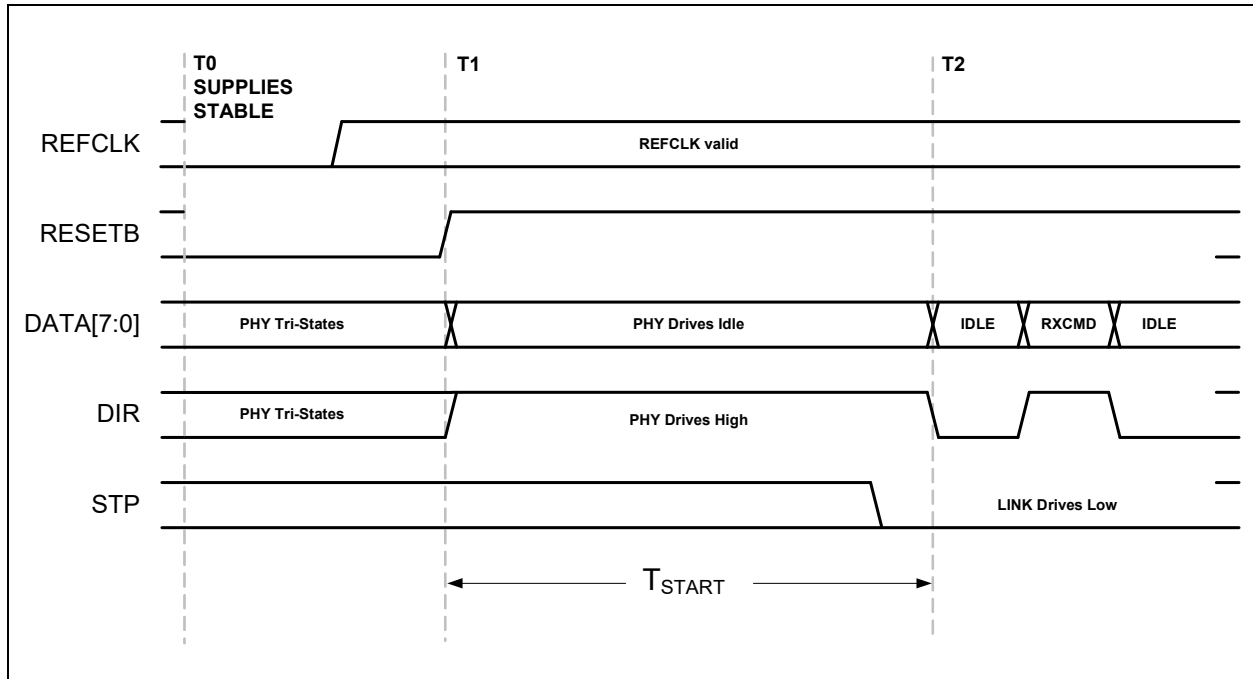 T0
SUPPLIES
STABLE
T1
T2
REFCLK
REFCLK valid
RESETB
DATA[7:0]
PHY Tri-States
PHY Drives Idle
IDLE
RXCMD
IDLE
DIR
PHY Tri-States
PHY Drives High
STP
LINK Drives Low
TSTART